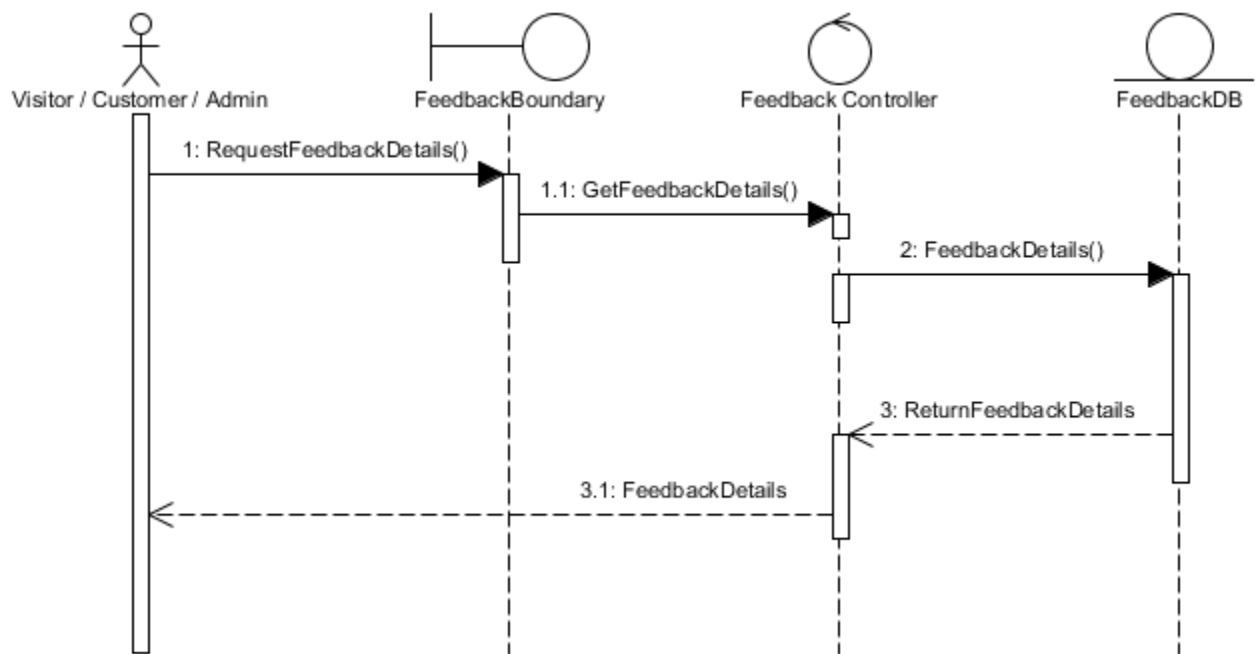 Visitor / Customer / Admin
FeedbackBoundary
Feedback Controller
FeedbackDB
1: RequestFeedbackDetails()
1.1: GetFeedbackDetails()
2: FeedbackDetails()
3: ReturnFeedbackDetails
3.1: FeedbackDetails